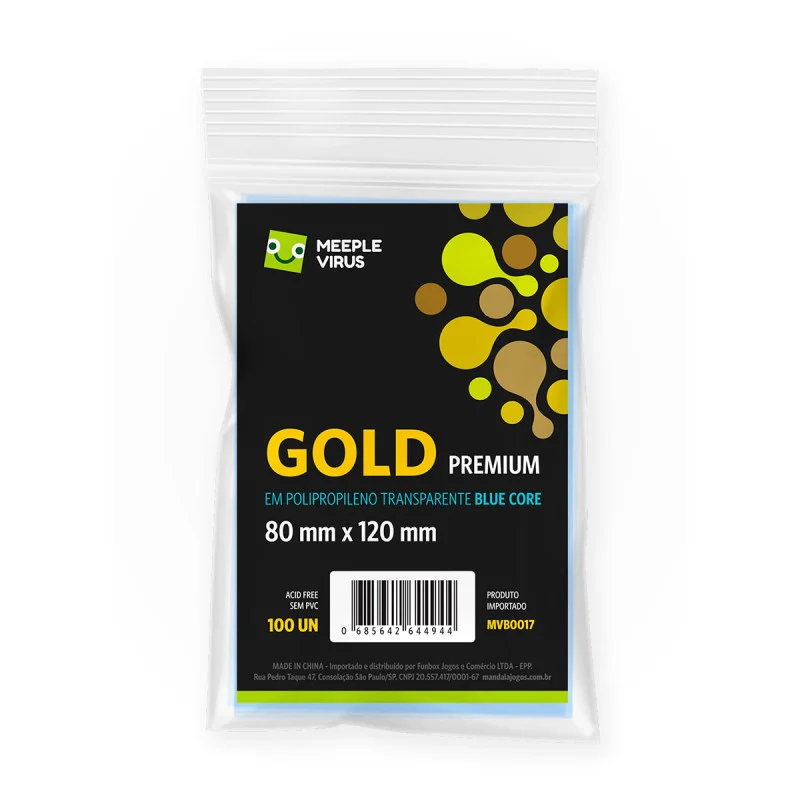 MEEPLE
VIRUS
GOLD PREMIUM
EM POLIPROPILENO TRANSPARENTE BLUE CORE
80 mm x 120 mm
ACID FREE
SEM PVC
100 UN
0 685642 644944
PRODUTO
IMPORTADO
MVB0017
MADE IN CHINA - Importado e distribuído por Funbox Jogos e Comércio LTDA - EPP.
Rua Pedro Taque 47, Consolação São Paulo/SP. CNPJ 20.557.417/0001-67 mandalajogos.com.br